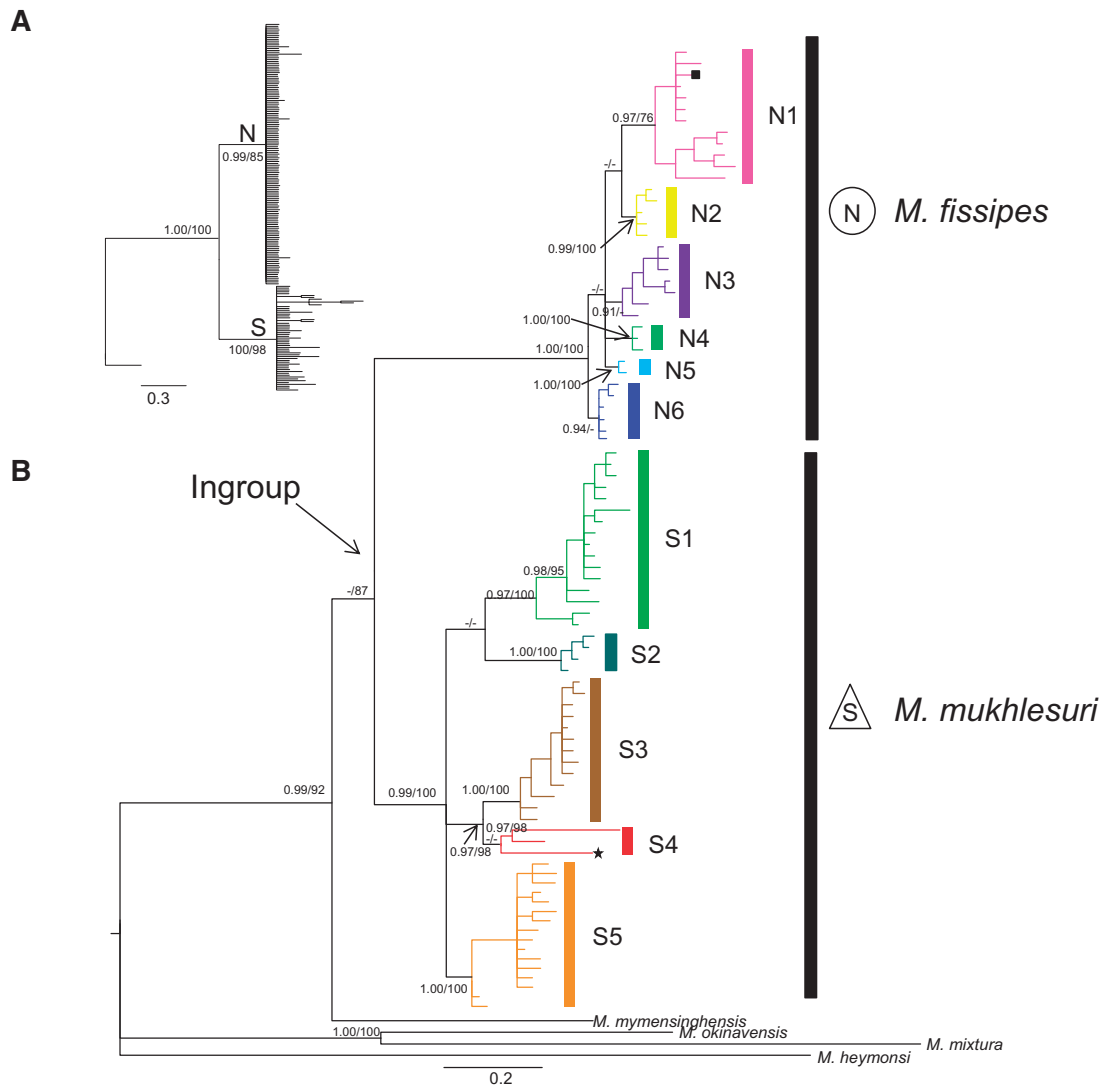 A
N
0.99/85
1.00/100
S
100/98
0.3
0.97/76
N1
-/-
N2
0.99/100
N
M. fissipes
N3
-/-
0.91/-
1.00/100
N4
1.00/100
N5
1.00/100
N6
0.94/-
B
Ingroup
S1
0.98/95
-/87
0.97/100
-/-
1.00/100
S2
S
M. mukhlesuri
S3
0.99/92
0.99/100
1.00/100
0.97/98
-/-
0.97/98
S4
S5
1.00/100
M. mymensinghensis
1.00/100
M. okinavensis
M. mixtura
M. heymonsi
0.2